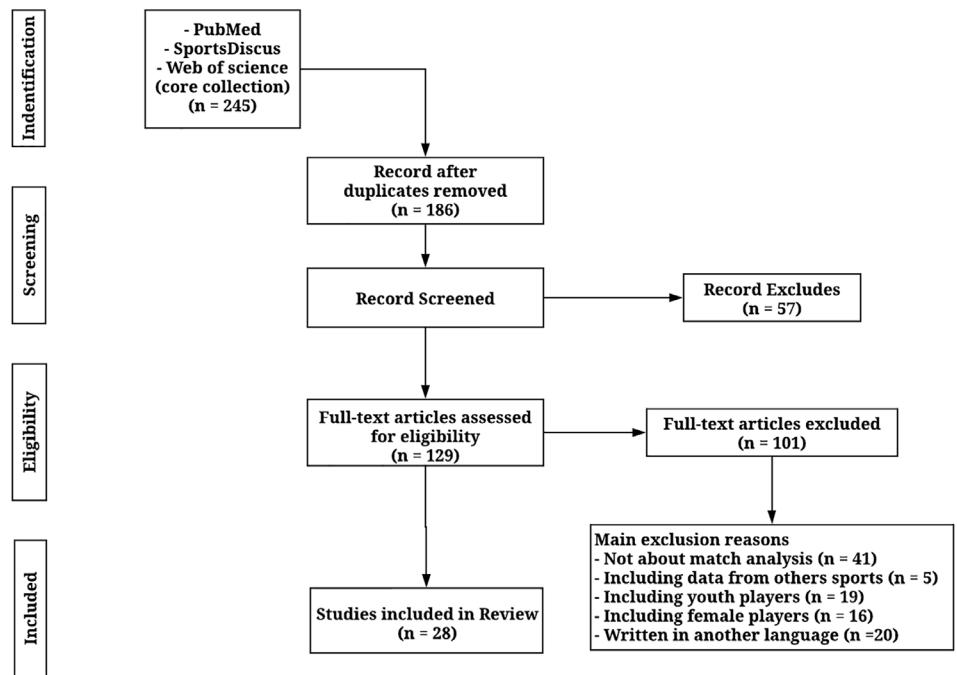 Indentification
- PubMed
- SportsDiscus
- Web of science
(core collection)
(n = 245)
Record after
duplicates removed
(n = 186)
Screening
Record Screened
Record Excludes
(n = 57)
Eligibility
Full-text articles assessed
for eligibility
(n = 129)
Full-text articles excluded
(n = 101)
Main exclusion reasons
- Not about match analysis (n = 41)
- Including data from others sports (n = 5)
- Including youth players (n = 19)
- Including female players (n = 16)
- Written in another language (n =20)
Included
Studies included in Review
(n = 28)